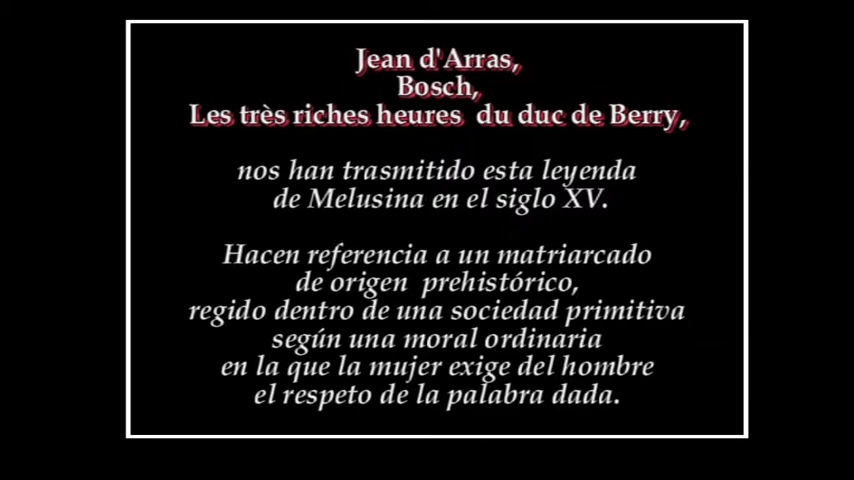 Jean d'Arras,
Bosch,
Les très riches heures du duc de Berry,
nos han trasmitido esta leyenda
de Melusina en el siglo XV.
Hacen referencia a un matriarcado
de origen prehistórico,
regido dentro de una sociedad primitiva
según una moral ordinaria
en la que la mujer exige del hombre
el respeto de la palabra dada.